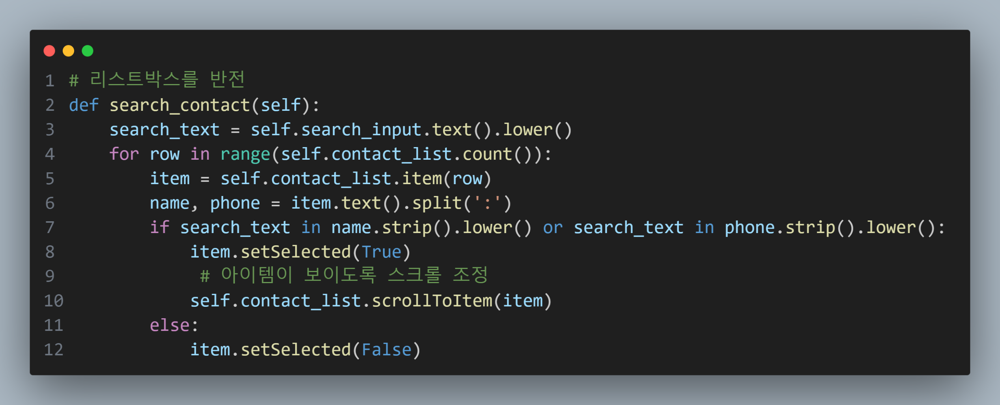 1 # 리스트박스를 반전
2 def search_contact(self):
3     search_text = self.search_input.text().lower()
4     for row in range(self.contact_list.count()):
5         item = self.contact_list.item(row)
6         name, phone = item.text().split(':')
7         if search_text in name.strip().lower() or search_text in phone.strip().lower():
8             item.setSelected(True)
9              # 아이템이 보이도록 스크롤 조정
10             self.contact_list.scrollToItem(item)
11         else:
12             item.setSelected(False)